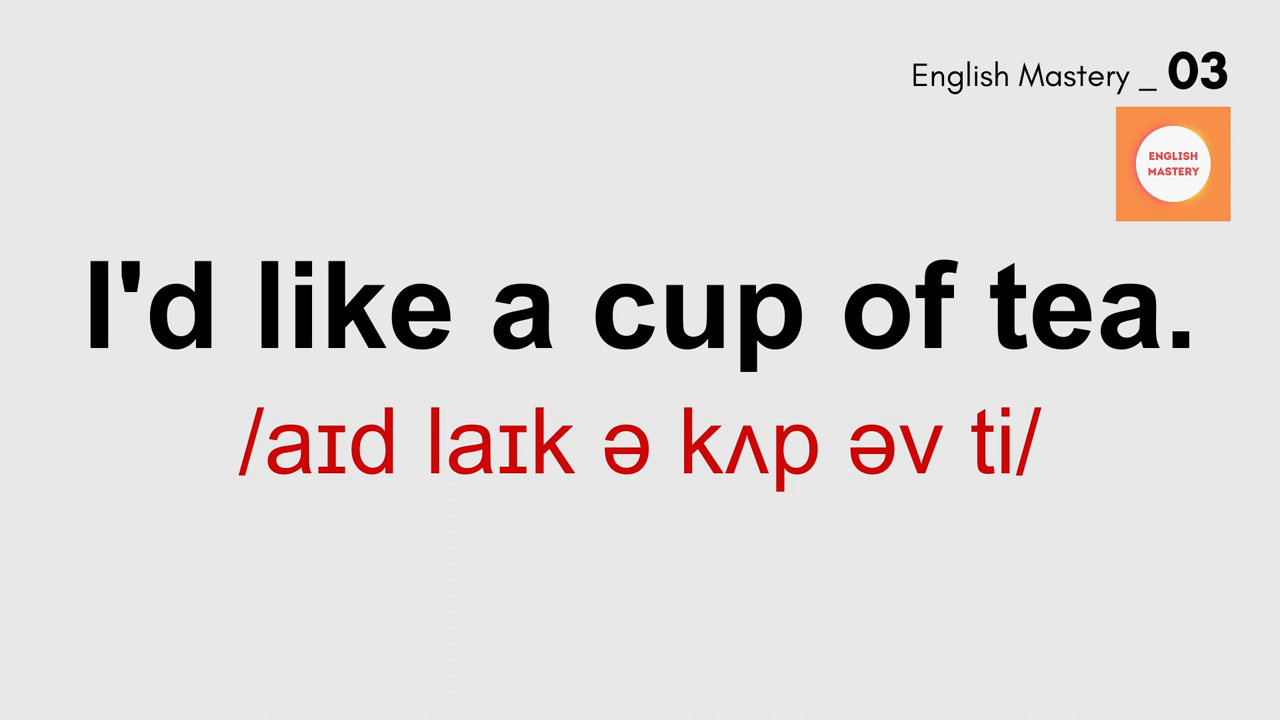 English Mastery _ 03
ENGLISH
MASTERY
I'd like a cup of tea.
/aɪd laɪk ə kʌp əv ti/